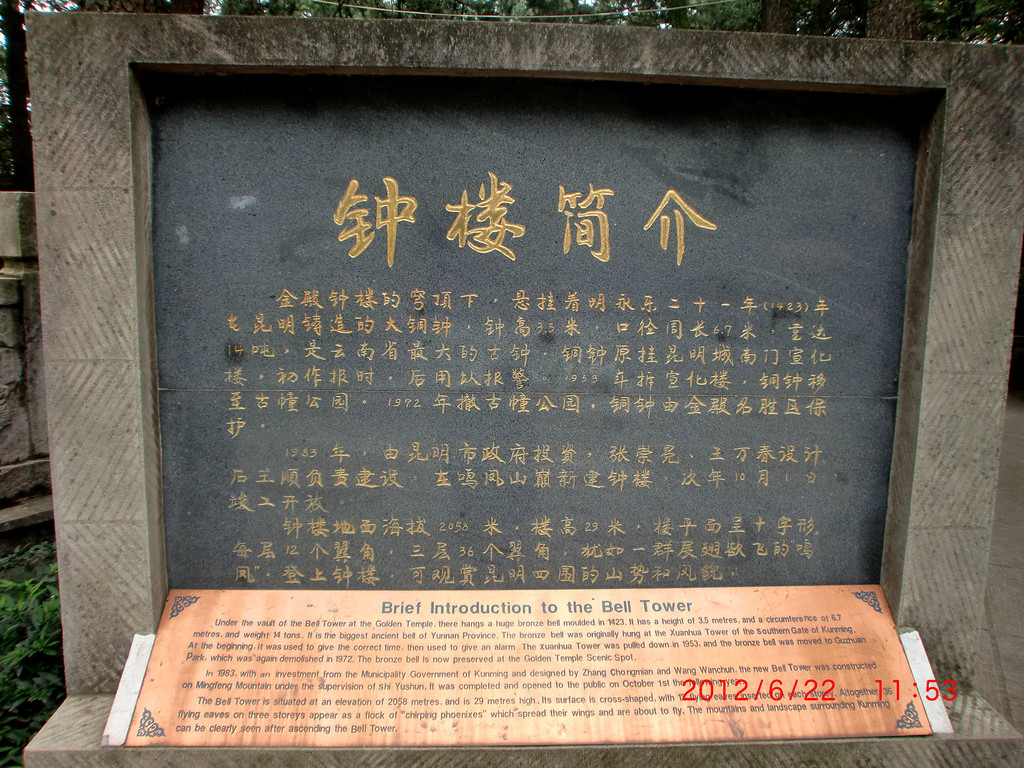 钟楼简介
金殿钟楼的穹顶下，悬挂着明永乐二十一年(1423)年
在昆明铸造的大铜钟，钟高3.5米，口径周长6.7米，重达
14吨，是云南省最大的古钟。铜钟原挂昆明城南门宣化
楼，初作报时，后用以报警。1953年拆宣化楼，铜钟移
至古幢公园。1972年撤古幢公园，铜钟由金殿名胜区保
护。
1983年，由昆明市政府投资，张崇晃、王万春设计
后王顺负责建设，在鸣凤山巅新建钟楼，次年10月1日
竣工开放。
钟楼地面海拔2058米，楼高29米，楼平面呈十字形，
每层12个翼角，三层36个翼角，犹如一群展翅欲飞的"鸣
凤"。登上钟楼，可观赏昆明四围的山势和风貌。
Brief Introduction to the Bell Tower
Under the vault of the Bell Tower at the Golden Temple, there hangs a huge bronze bell moulded in 1423. It has a height of 3.5 metres, and a circumference of 6.7
metres, and weight 14 tons. It is the biggest ancient bell of Yunnan Province. The bronze bell was originally hung at the Xuanhua Tower of the Southern Gate of Kunming.
At the beginning, it was used to give the correct time, then used to give an alarm. The Xuanhua Tower was pulled down in 1953, and the bronze bell was moved to Guzhuan
Park, which was again demolished in 1972. The bronze bell is now preserved at the Golden Temple Scenic Spot.
In 1983, with an investment from the Municipality Government of Kunming and designed by Zhang Chongmian and Wang Wanchun, the new Bell Tower was constructed
on Mingfeng Mountain under the supervision of Shi Yushun. It was completed and opened to the public on October 1st the following year.
The Bell Tower is situated at an elevation of 2058 metres, and is 29 metres high. Its surface is cross-shaped, with 12 flying eaves each storey. Altogether, 36
flying eaves on three storeys appear as a flock of "chirping phoenixes" which spread their wings and are about to fly. The mountains and landscape surrounding Kunming
can be clearly seen after ascending the Bell Tower.
2012/6/22 11:53